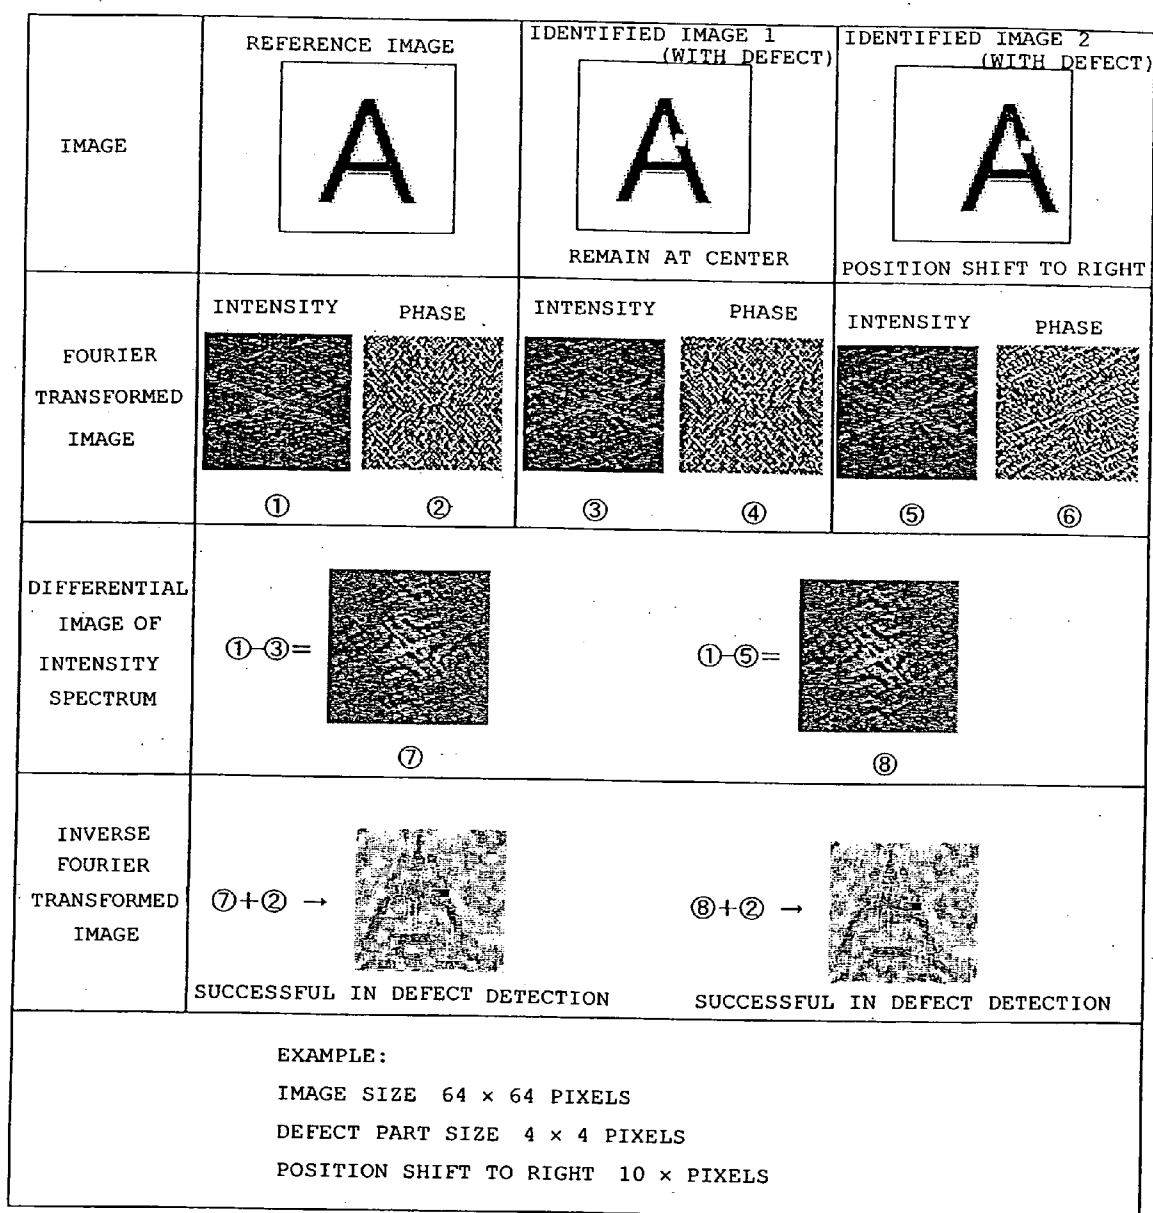 REFERENCE IMAGE
IDENTIFIED IMAGE 1
(WITH DEFECT)
IDENTIFIED IMAGE 2
(WITH DEFECT)
IMAGE
A
A
A
REMAIN AT CENTER
POSITION SHIFT TO RIGHT
FOURIER
TRANSFORMED
IMAGE
INTENSITY PHASE
INTENSITY PHASE
INTENSITY PHASE
① ②
③ ④
⑤ ⑥
DIFFERENTIAL
IMAGE OF
INTENSITY
SPECTRUM
①-③=
⑦
①-⑤=
⑧
INVERSE
FOURIER
TRANSFORMED
IMAGE
⑦+② →
SUCCESSFUL IN DEFECT DETECTION
⑧+② →
SUCCESSFUL IN DEFECT DETECTION
EXAMPLE:
IMAGE SIZE 64 × 64 PIXELS
DEFECT PART SIZE 4 × 4 PIXELS
POSITION SHIFT TO RIGHT 10 × PIXELS